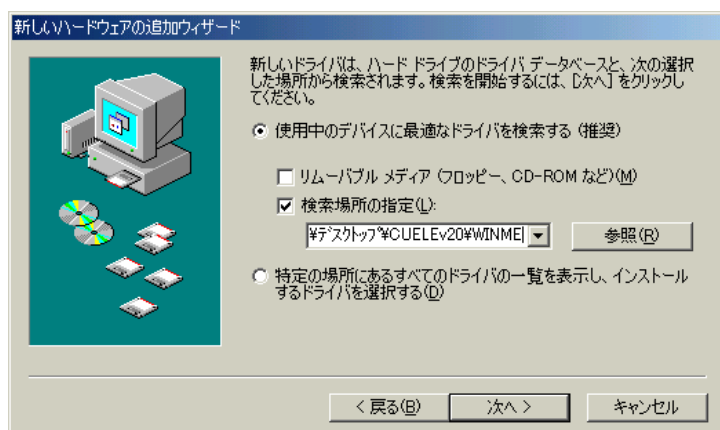 新しいハードウェアの追加ウィザード
新しいドライバは、ハード ドライブのドライバ データベースと、次の選択
した場所から検索されます。検索を開始するには、[次へ] をクリックし
てください。
使用中のデバイスに最適なドライバを検索する (推奨)
リムーバブル メディア (フロッピー、CD-ROM など)(M)
検索場所の指定(L):
¥デスクトップ¥CUELEv20¥WINME
参照(R)
特定の場所にあるすべてのドライバの一覧を表示し、インストール
するドライバを選択する(D)
< 戻る(B)
次へ >
キャンセル